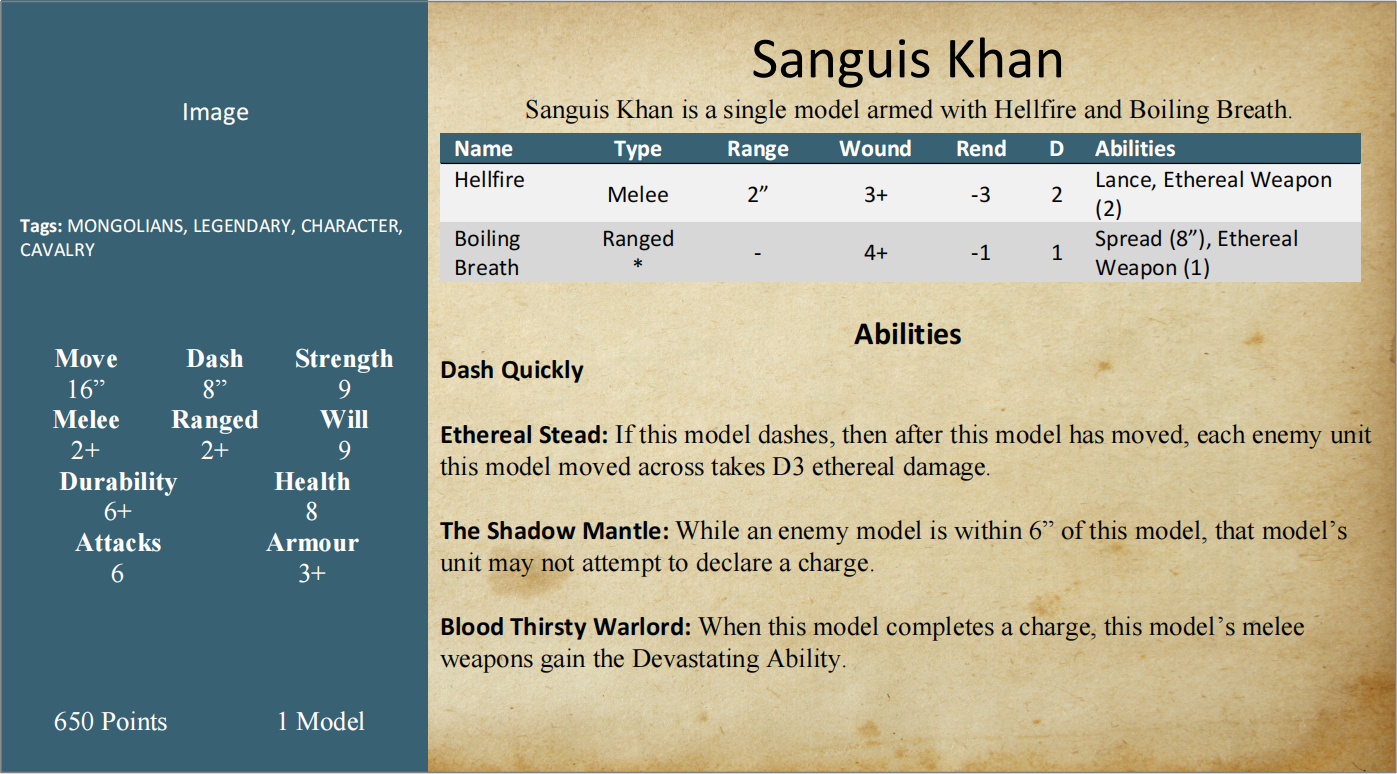 Image
Tags: MONGOLIANS, LEGENDARY, CHARACTER,
CAVALRY
Move Dash Strength
16” 8” 9
Melee Ranged Will
2+ 2+ 9
Durability Health
6+ 8
Attacks Armour
6 3+
650 Points 1 Model
Sanguis Khan
Sanguis Khan is a single model armed with Hellfire and Boiling Breath.
Name Type Range Wound Rend D Abilities
Hellfire Melee 2” 3+ -3 2 Lance, Ethereal Weapon
(2)
Boiling Ranged - 4+ -1 1 Spread (8”), Ethereal
Breath * Weapon (1)
Abilities
Dash Quickly
Ethereal Stead: If this model dashes, then after this model has moved, each enemy unit
this model moved across takes D3 ethereal damage.
The Shadow Mantle: While an enemy model is within 6” of this model, that model’s
unit may not attempt to declare a charge.
Blood Thirsty Warlord: When this model completes a charge, this model’s melee
weapons gain the Devastating Ability.